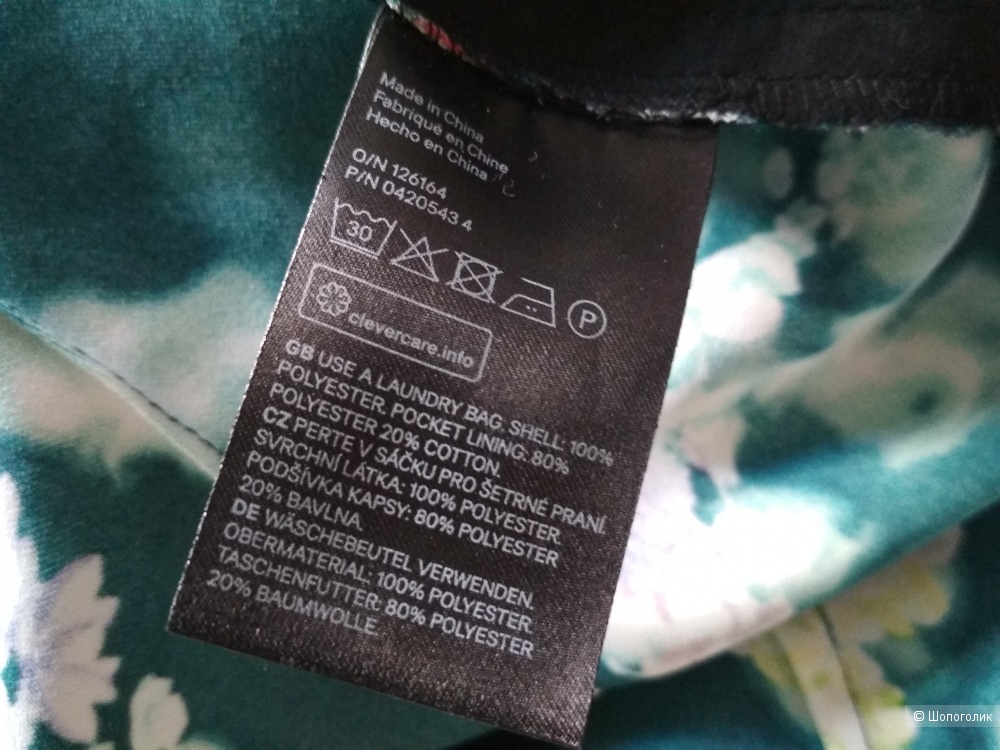 Made in China
Fabriqué en Chine
Hecho en China
O/N 126164
P/N 0420543 4
30
P
clevercare.info
GB USE A LAUNDRY BAG. SHELL: 100%
POLYESTER. POCKET LINING: 80%
POLYESTER 20% COTTON.
CZ PERTE V SÁČKU PRO ŠETRNÉ PRANÍ.
SVRCHNÍ LÁTKA: 100% POLYESTER
PODŠÍVKA KAPSY: 80% POLYESTER
20% BAVLNA
DE WÄSCHEBEUTEL VERWENDEN.
OBERMATERIAL: 100% POLYESTER.
TASCHENFUTTER: 80% POLYESTER
20% BAUMWOLLE
© Шопоголик